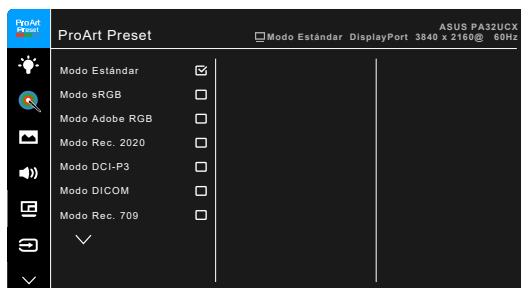 ProArt
Preset
ProArt Preset
ASUS PA32UCX
Modo Estándar DisplayPort 3840 x 2160@ 60Hz
Modo Estándar
Modo sRGB
Modo Adobe RGB
Modo Rec. 2020
Modo DCI-P3
Modo DICOM
Modo Rec. 709